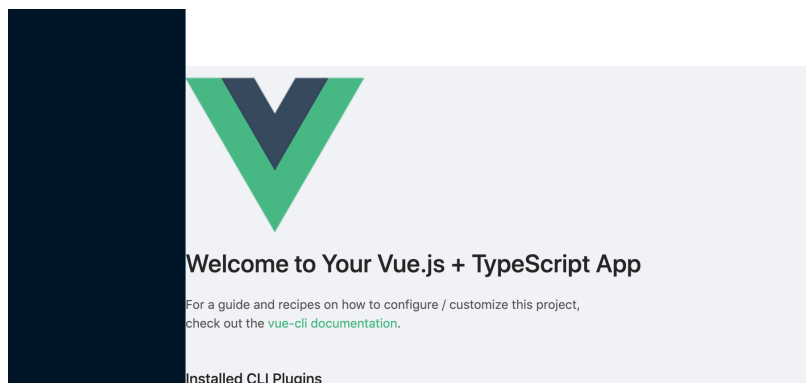 Welcome to Your Vue.js + TypeScript App
For a guide and recipes on how to configure / customize this project,
check out the vue-cli documentation.
Installed CLI Plugins